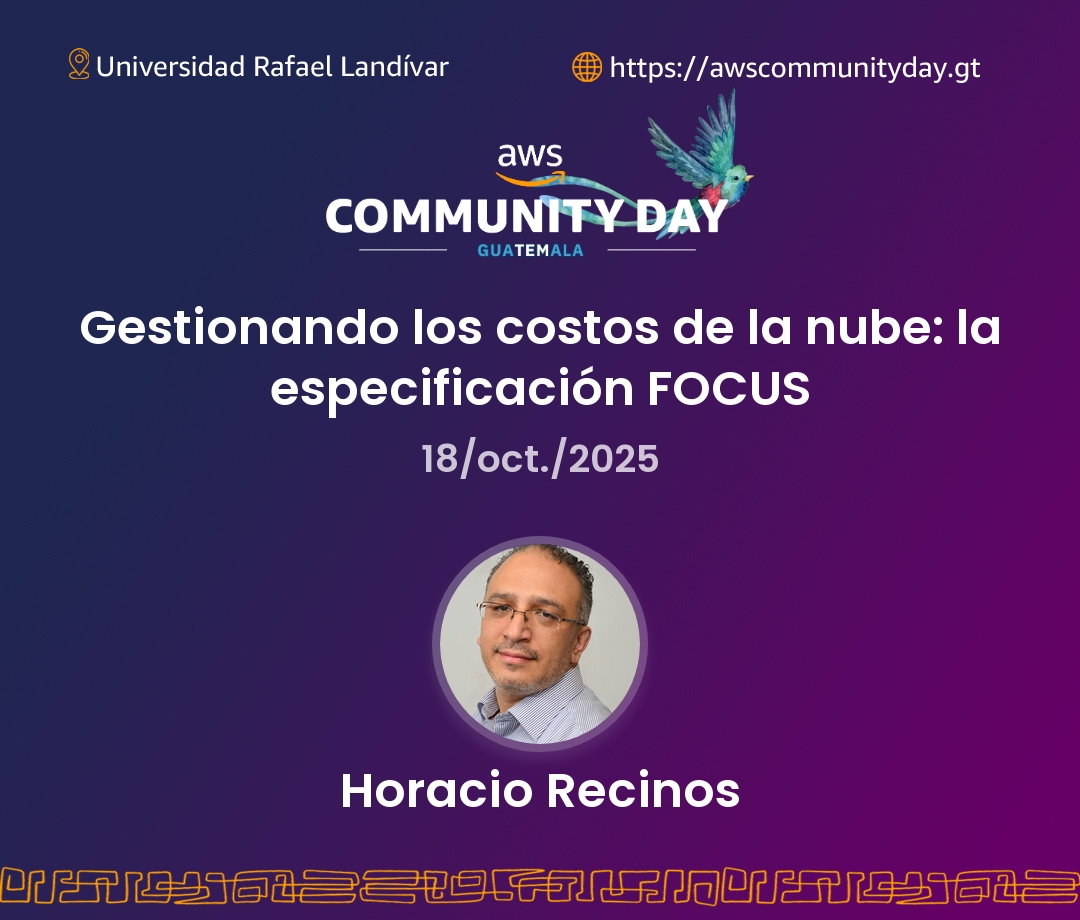 Universidad Rafael Landívar
https://awscommunityday.gt
aws
COMMUNITY DAY
GUATEMALA
Gestionando los costos de la nube: la
especificación FOCUS
18/oct./2025
Horacio Recinos